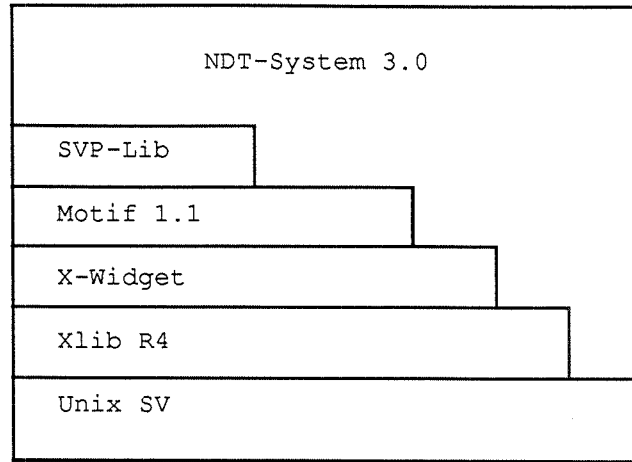 NDT-System 3.0
SVP-Lib
Motif 1.1
X-Widget
Xlib R4
Unix SV